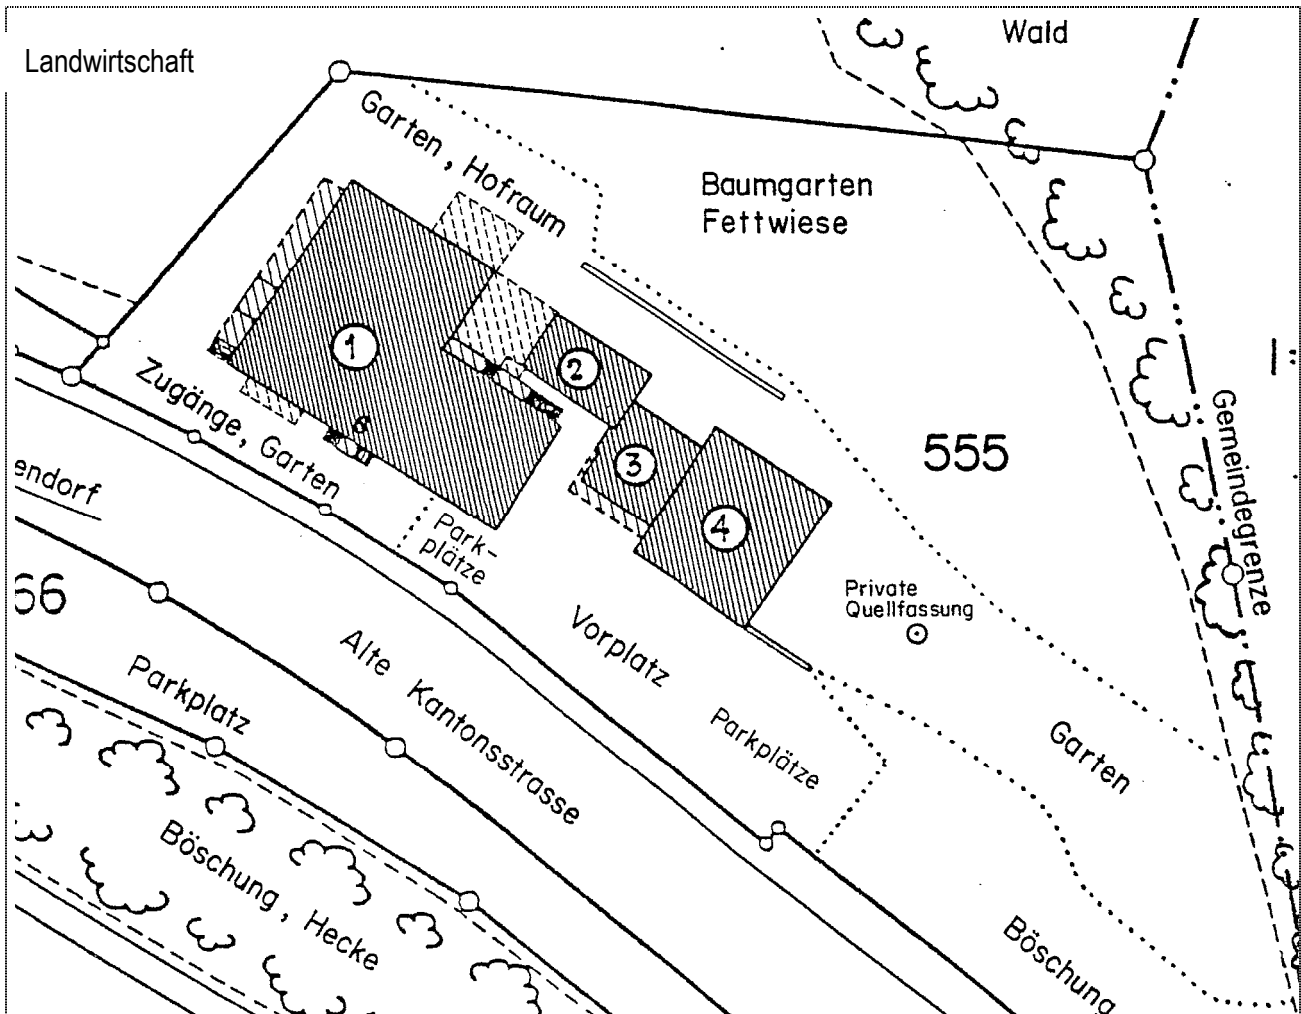 Wald
Landwirtschaft
Garten, Hofraum
Baumgarten
Fettwiese
1
2
Zugänge, Garten
6
3
555
4
Gemeindegrenze
endorf
Park-
plätze
66
Private
Quellfassung
Vorplatz
Alte Kantonsstrasse
Parkplatz
Parkplätze
Garten
Böschung, Hecke
Böschung